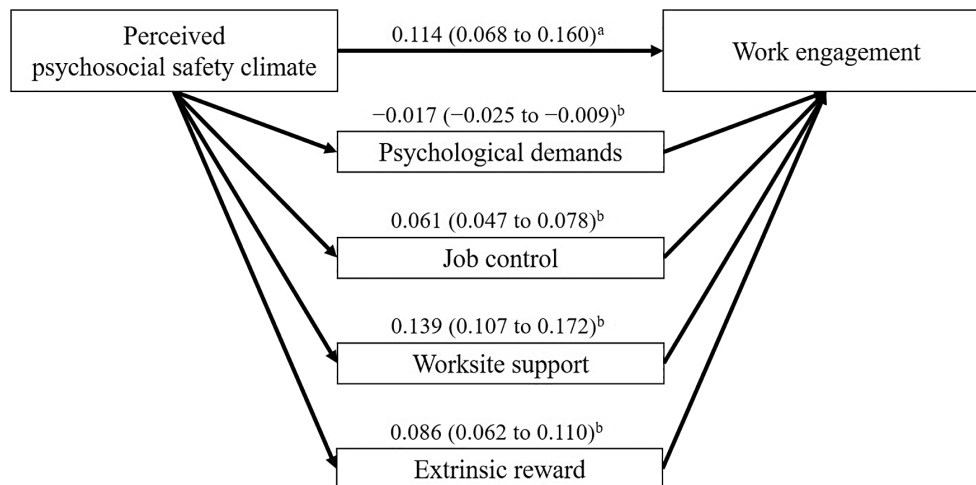 Perceived
psychosocial safety climate
0.114 (0.068 to 0.160)ᵃ
Work engagement
−0.017 (−0.025 to −0.009)ᵇ
Psychological demands
0.061 (0.047 to 0.078)ᵇ
Job control
0.139 (0.107 to 0.172)ᵇ
Worksite support
0.086 (0.062 to 0.110)ᵇ
Extrinsic reward